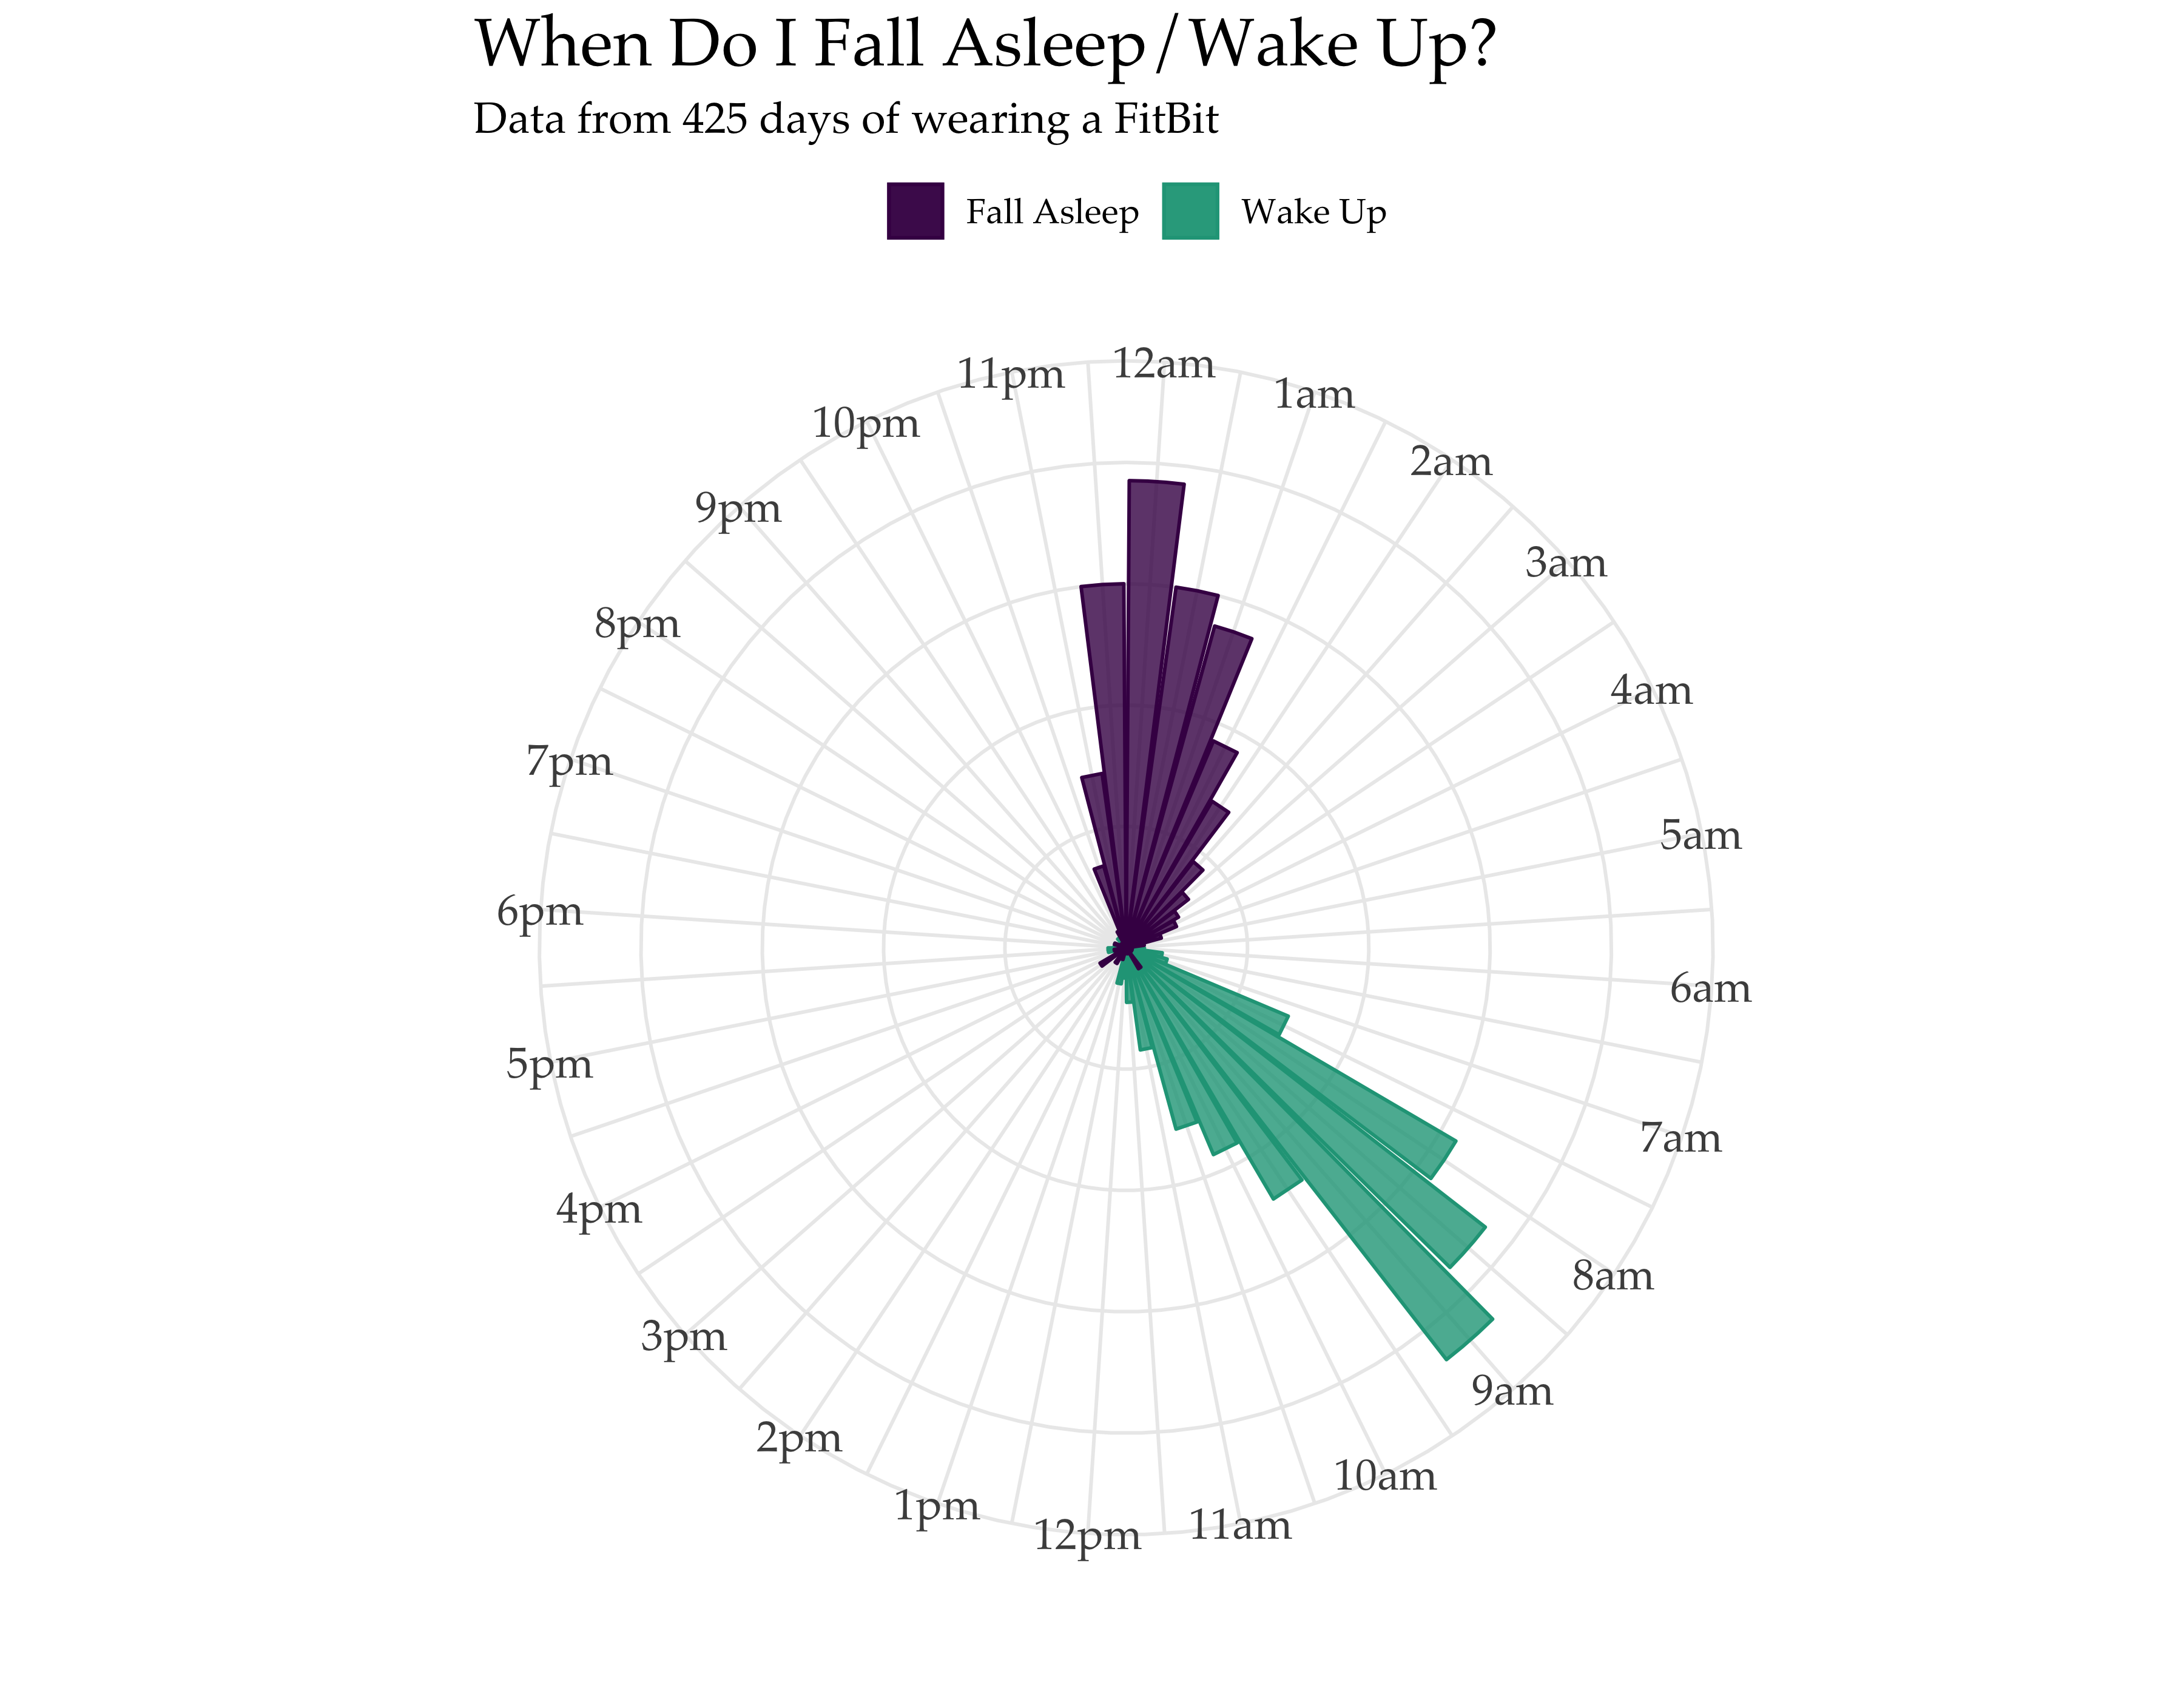 When Do I Fall Asleep/Wake Up?
Data from 425 days of wearing a FitBit
Fall Asleep
Wake Up
12am
1am
2am
3am
4am
5am
6am
7am
8am
9am
10am
11am
12pm
1pm
2pm
3pm
4pm
5pm
6pm
7pm
8pm
9pm
10pm
11pm